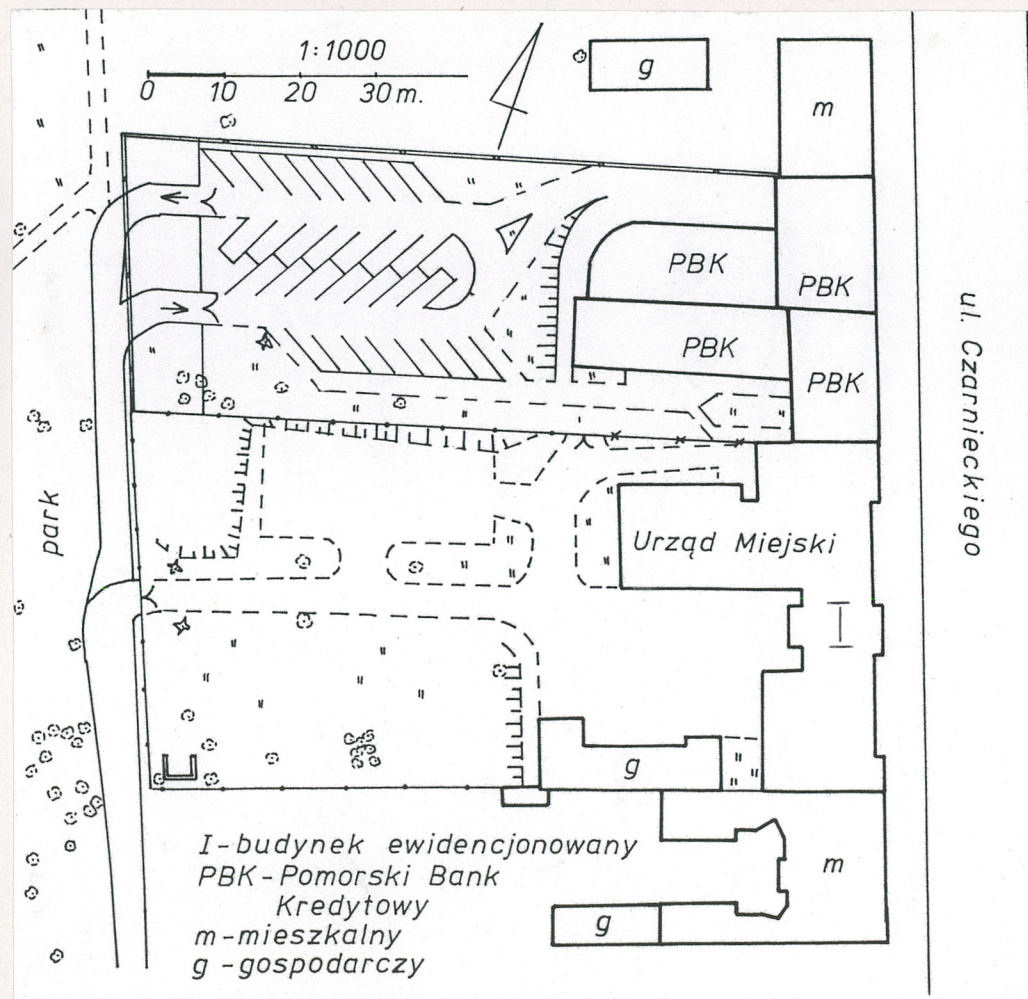 1:1000
0 10 20 30 m.
g
m
PBK
PBK
PBK
PBK
ul. Czarnieckiego
park
Urząd Miejski
I
g
m
g
I-budynek ewidencjonowany
PBK-Pomorski Bank
Kredytowy
m-mieszkalny
g-gospodarczy